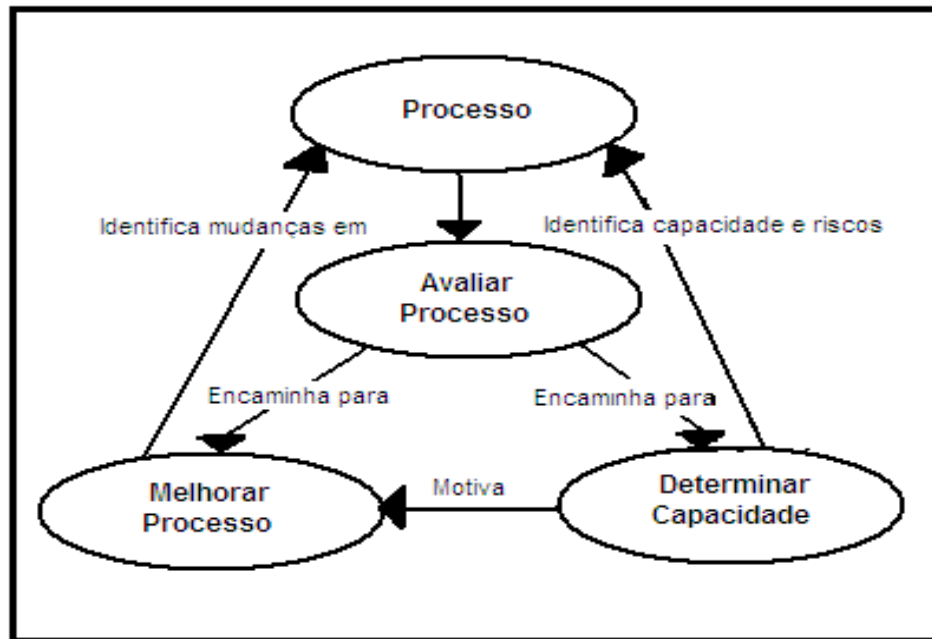 Processo
Identifica mudanças em
Identifica capacidade e riscos
Avaliar
Processo
Encaminha para
Encaminha para
Melhorar
Processo
Motiva
Determinar
Capacidade